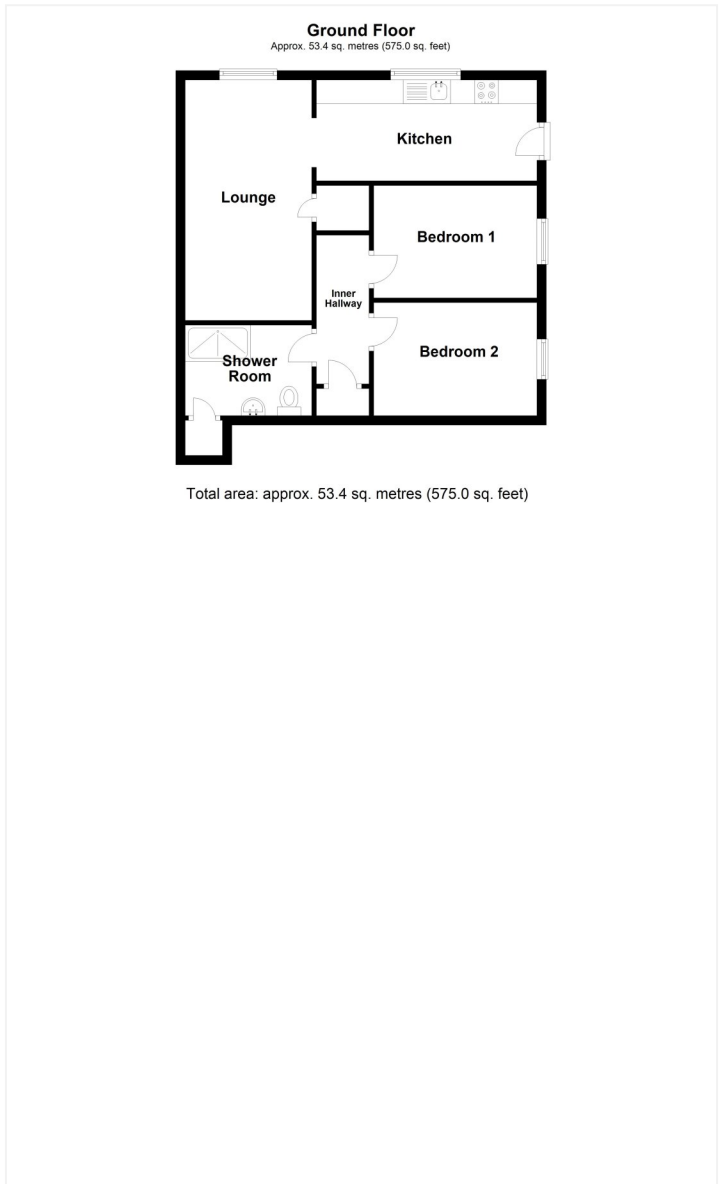 Ground Floor
Approx. 53.4 sq. metres (575.0 sq. feet)
Kitchen
Lounge
Bedroom 1
Inner
Hallway
Bedroom 2
Shower
Room
Total area: approx. 53.4 sq. metres (575.0 sq. feet)